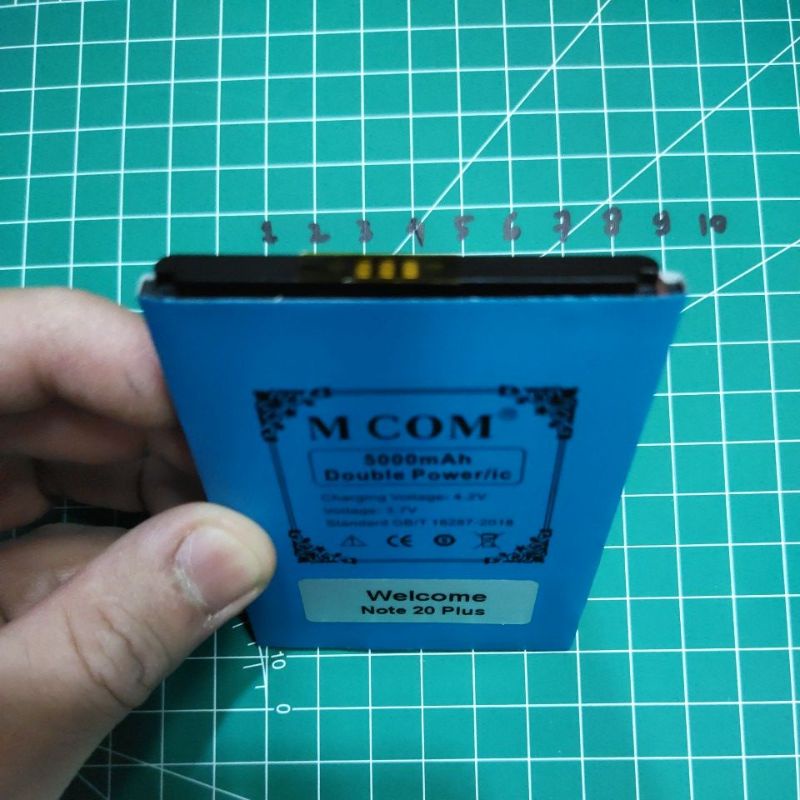 1 2 3 4 5 6 7 8 9 10
M COM®
5000mAh
Double Power/Ic
Charging Voltage: 4.2V
Voltage: 3.7V
Standard GB/T 18287-2018
CE
Welcome
Note 20 Plus
10
0